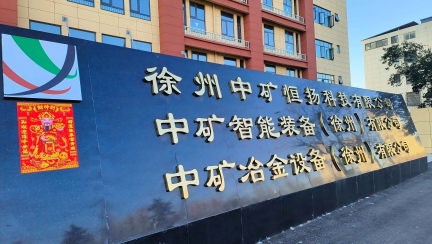 徐州中矿恒扬科技有限公司
中矿智能装备（徐州）有限公司
中矿冶金设备（徐州）有限公司